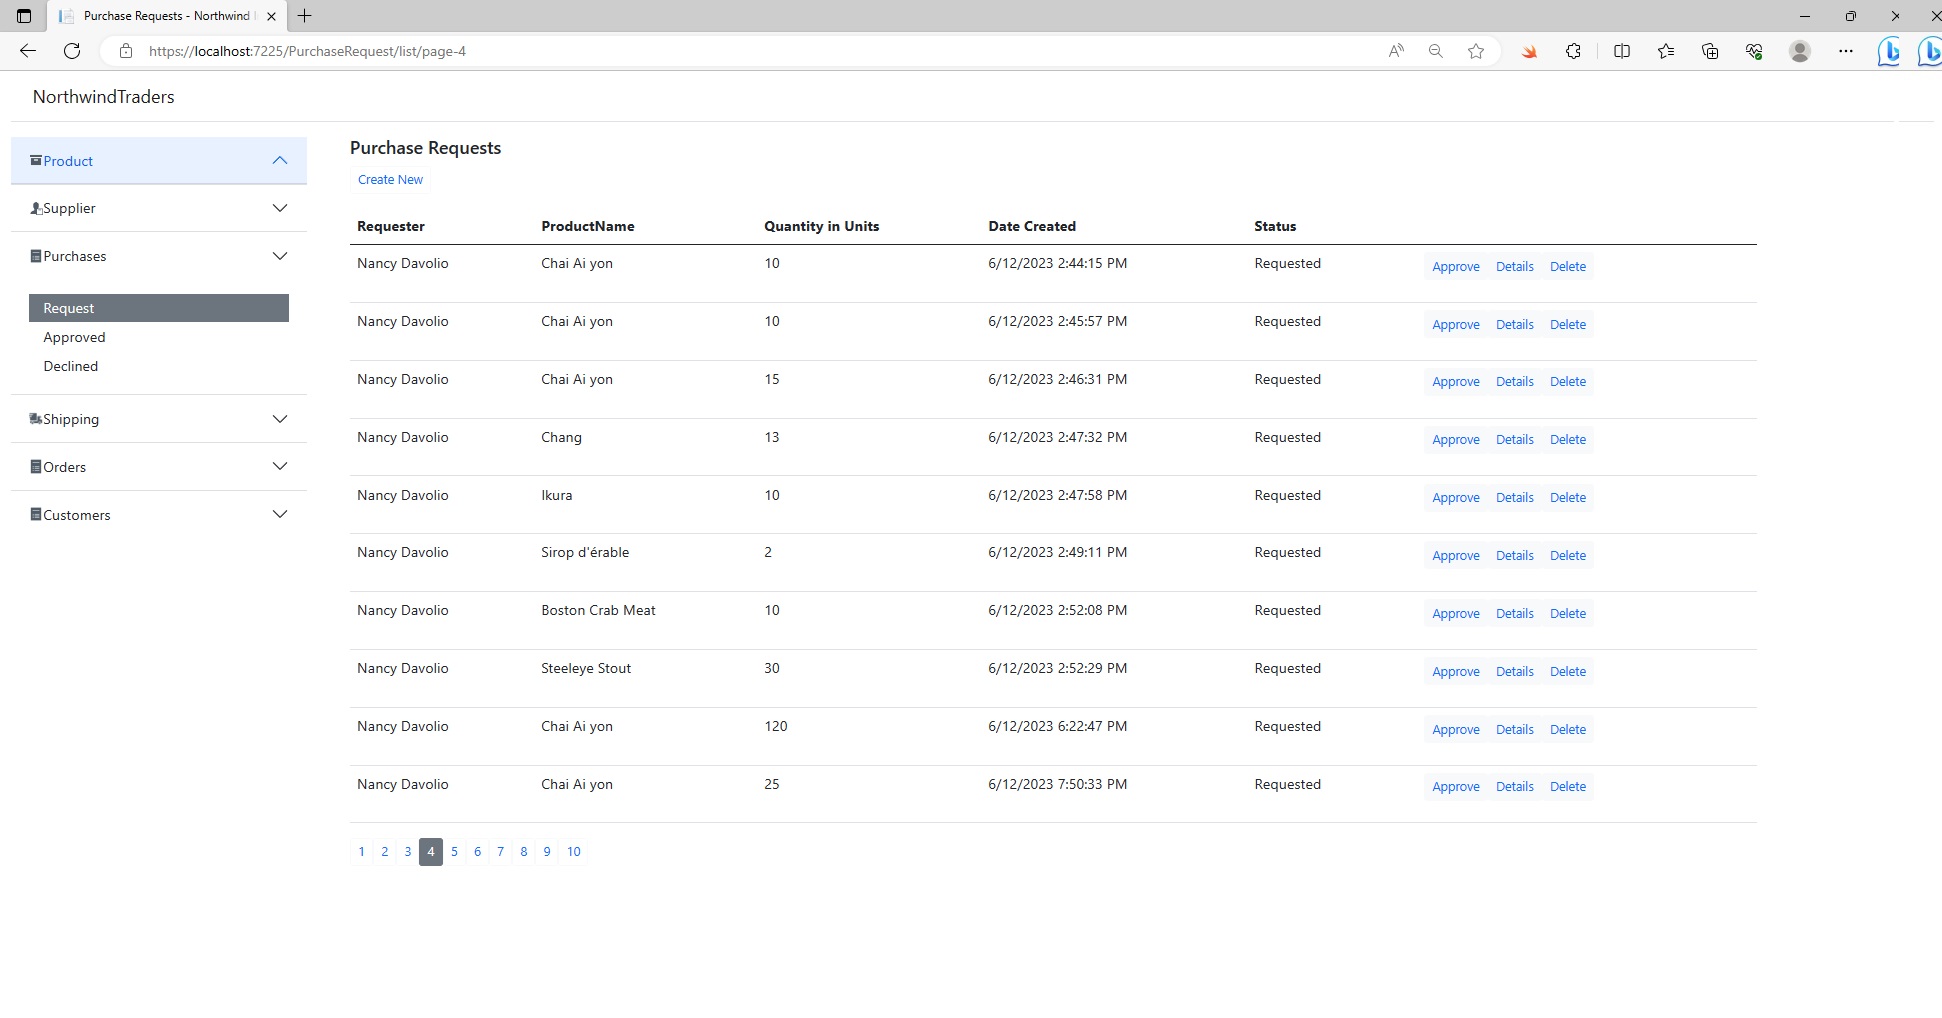 Purchase Requests - Northwind
https://localhost:7225/PurchaseRequest/list/page-4
NorthwindTraders
Product
Supplier
Purchases
Request
Approved
Declined
Shipping
Orders
Customers
Purchase Requests
Create New
Requester ProductName Quantity in Units Date Created Status
Nancy Davolio Chai Ai yon 10 6/12/2023 2:44:15 PM Requested Approve Details Delete
Nancy Davolio Chai Ai yon 10 6/12/2023 2:45:57 PM Requested Approve Details Delete
Nancy Davolio Chai Ai yon 15 6/12/2023 2:46:31 PM Requested Approve Details Delete
Nancy Davolio Chang 13 6/12/2023 2:47:32 PM Requested Approve Details Delete
Nancy Davolio Ikura 10 6/12/2023 2:47:58 PM Requested Approve Details Delete
Nancy Davolio Sirop d'érable 2 6/12/2023 2:49:11 PM Requested Approve Details Delete
Nancy Davolio Boston Crab Meat 10 6/12/2023 2:52:08 PM Requested Approve Details Delete
Nancy Davolio Steeleye Stout 30 6/12/2023 2:52:29 PM Requested Approve Details Delete
Nancy Davolio Chai Ai yon 120 6/12/2023 6:22:47 PM Requested Approve Details Delete
Nancy Davolio Chai Ai yon 25 6/12/2023 7:50:33 PM Requested Approve Details Delete
1 2 3 4 5 6 7 8 9 10